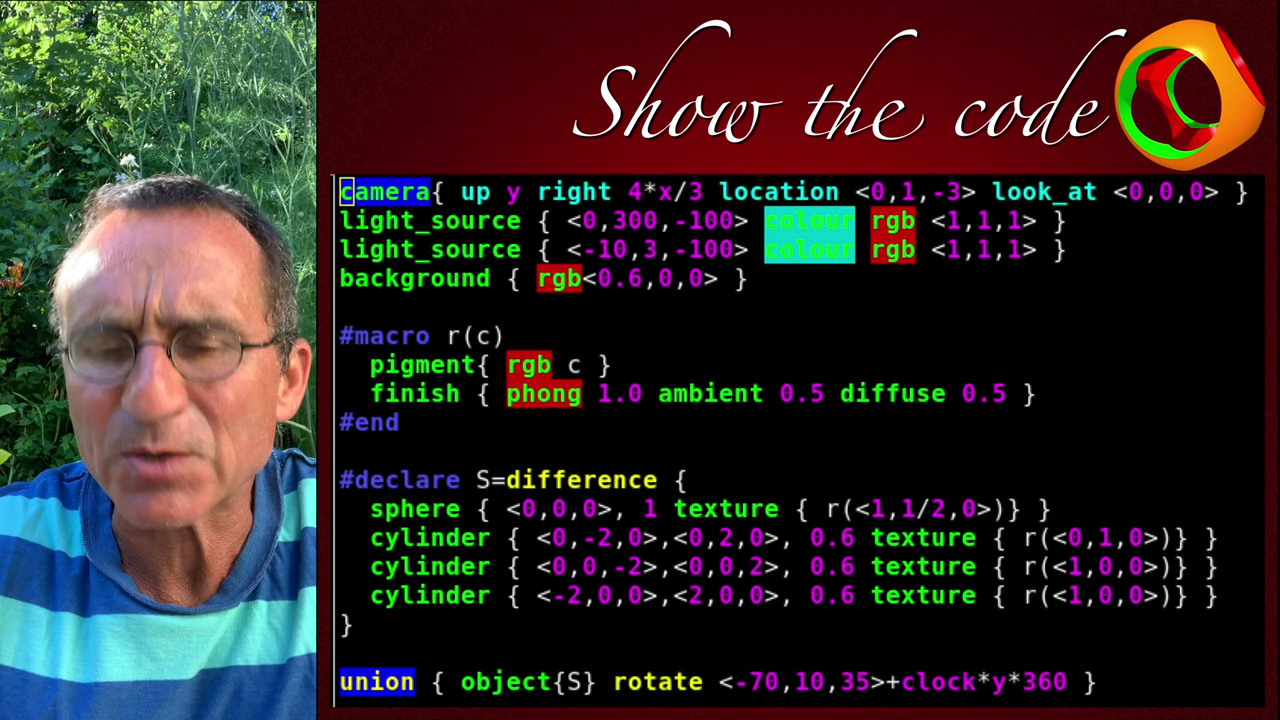 Show the code
camera{ up y right 4*x/3 location <0,1,-3> look_at <0,0,0> }
light_source { <0,300,-100> colour rgb <1,1,1> }
light_source { <-10,3,-100> colour rgb <1,1,1> }
background { rgb<0.6,0,0> }
#macro r(c)
pigment{ rgb c }
finish { phong 1.0 ambient 0.5 diffuse 0.5 }
#end
#declare S=difference {
sphere { <0,0,0>, 1 texture { r(<1,1/2,0>)} }
cylinder { <0,-2,0>,<0,2,0>, 0.6 texture { r(<0,1,0>)} }
cylinder { <0,0,-2>,<0,0,2>, 0.6 texture { r(<1,0,0>)} }
cylinder { <-2,0,0>,<2,0,0>, 0.6 texture { r(<1,0,0>)} }
}
union { object{S} rotate <-70,10,35>+clock*y*360 }